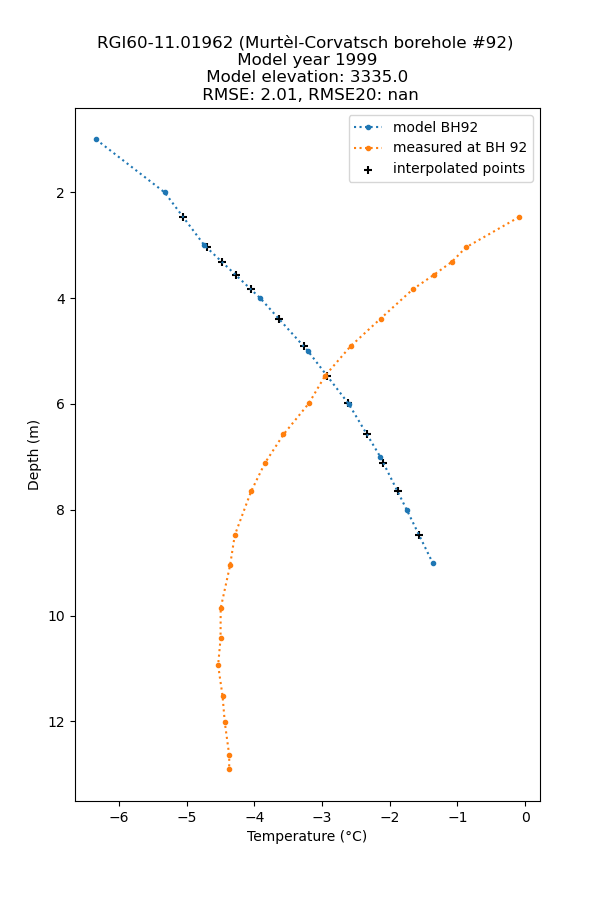 RGI60-11.01962 (Murtèl-Corvatsch borehole #92)
Model year 1999
Model elevation: 3335.0
RMSE: 2.01, RMSE20: nan
model BH92
measured at BH 92
interpolated points
2
4
6
8
10
12
Depth (m)
−6
−5
−4
−3
−2
−1
0
Temperature (°C)